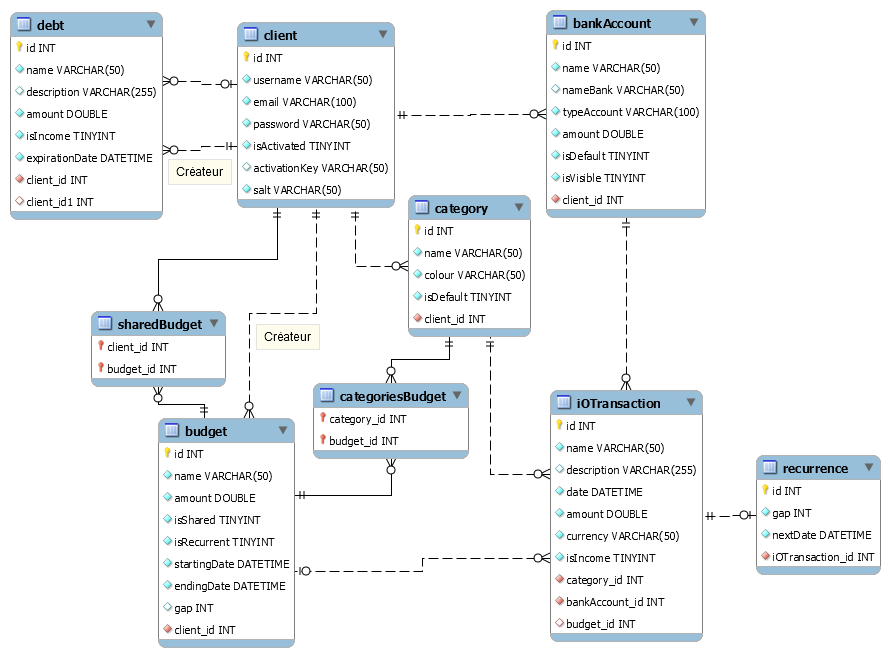 debt
id INT
name VARCHAR(50)
description VARCHAR(255)
amount DOUBLE
isIncome TINYINT
expirationDate DATETIME
client_id INT
client_id1 INT
client
id INT
username VARCHAR(50)
email VARCHAR(100)
password VARCHAR(50)
isActivated TINYINT
activationKey VARCHAR(50)
salt VARCHAR(50)
bankAccount
id INT
name VARCHAR(50)
nameBank VARCHAR(50)
typeAccount VARCHAR(100)
amount DOUBLE
isDefault TINYINT
isVisible TINYINT
client_id INT
Créateur
category
id INT
name VARCHAR(50)
colour VARCHAR(50)
isDefault TINYINT
client_id INT
sharedBudget
client_id INT
budget_id INT
Créateur
categoriesBudget
category_id INT
budget_id INT
budget
id INT
name VARCHAR(50)
amount DOUBLE
isShared TINYINT
isRecurrent TINYINT
startingDate DATETIME
endingDate DATETIME
gap INT
client_id INT
iOTransaction
id INT
name VARCHAR(50)
description VARCHAR(255)
date DATETIME
amount DOUBLE
currency VARCHAR(50)
isIncome TINYINT
category_id INT
bankAccount_id INT
budget_id INT
recurrence
id INT
gap INT
nextDate DATETIME
iOTransaction_id INT